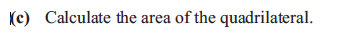 (c) Calculate the area of the quadrilateral.